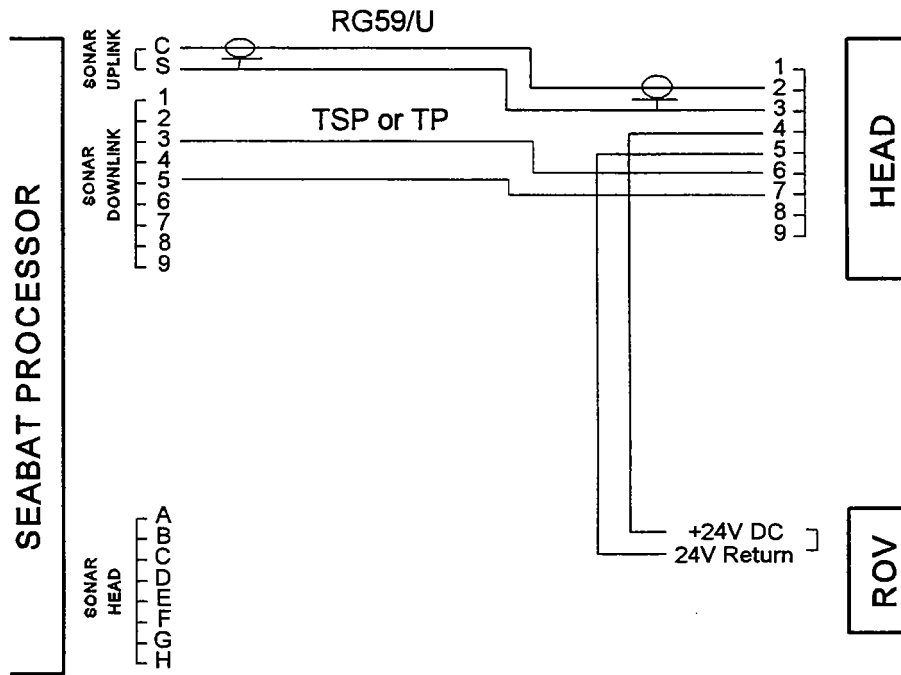 RG59/U
SEABAT PROCESSOR
SONAR
UPLINK
C
S
SONAR
DOWNLINK
1
2
3
4
5
6
7
8
9
TSP or TP
SONAR
HEAD
A
B
C
D
E
F
G
H
1
2
3
4
5
6
7
8
9
HEAD
+24V DC
24V Return
ROV